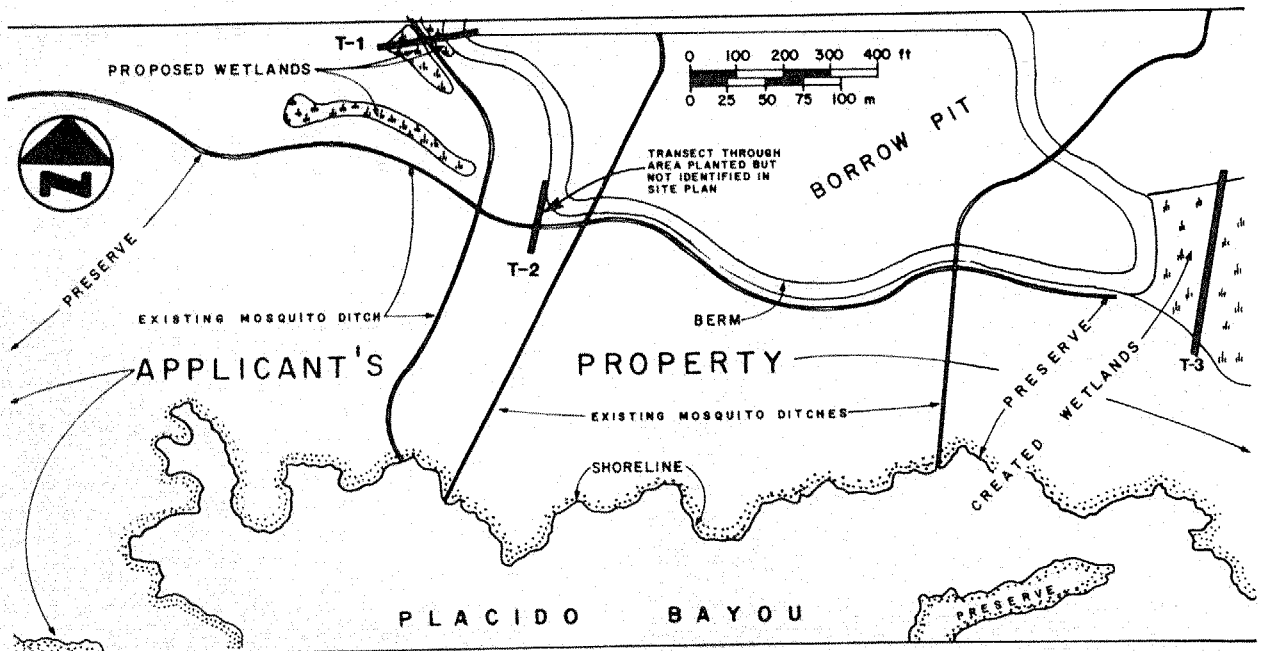 T-1
PROPOSED WETLANDS
0 100 200 300 400 ft
0 25 50 75 100 m
BORROW PIT
TRANSECT THROUGH
AREA PLANTED BUT
NOT IDENTIFIED IN
SITE PLAN
N
PRESERVE
T-2
EXISTING MOSQUITO DITCH
BERM
APPLICANT'S PROPERTY
PRESERVE
CREATED WETLANDS
T-3
EXISTING MOSQUITO DITCHES
SHORELINE
PLACIDO BAYOU
PRESERVE